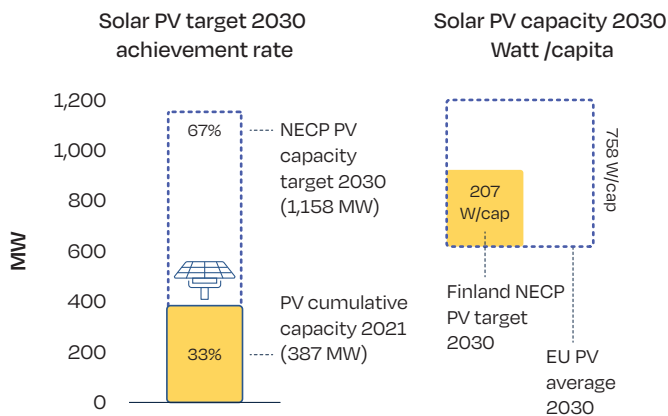 Solar PV target 2030
achievement rate
MW
1,200
1,000
800
600
400
200
0
67%
33%
NECP PV
capacity
target 2030
(1,158 MW)
PV cumulative
capacity 2021
(387 MW)
Solar PV capacity 2030
Watt /capita
758 W/cap
207
W/cap
Finland NECP
PV target
2030
EU PV
average
2030